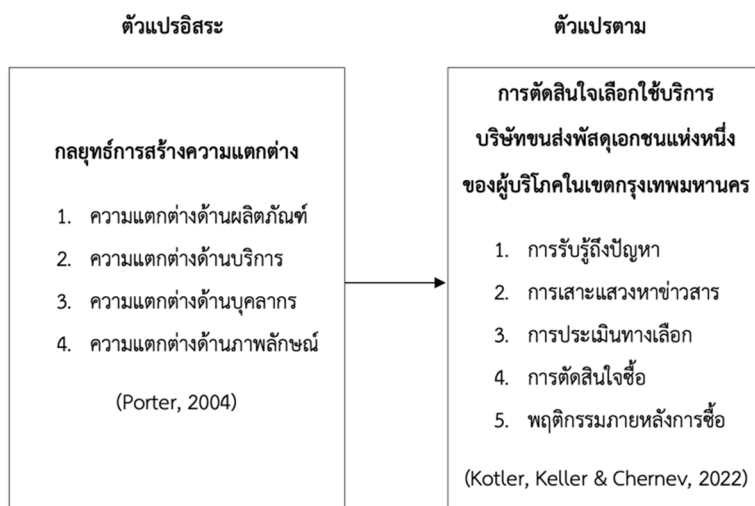 ตัวแปรอิสระ
กลยุทธ์การสร้างความแตกต่าง
1. ความแตกต่างด้านผลิตภัณฑ์
2. ความแตกต่างด้านบริการ
3. ความแตกต่างด้านบุคลากร
4. ความแตกต่างด้านภาพลักษณ์
(Porter, 2004)
ตัวแปรตาม
การตัดสินใจเลือกใช้บริการ
บริษัทขนส่งพัสดุเอกชนแห่งหนึ่ง
ของผู้บริโภคในเขตกรุงเทพมหานคร
1. การรับรู้ถึงปัญหา
2. การเสาะแสวงหาข่าวสาร
3. การประเมินทางเลือก
4. การตัดสินใจซื้อ
5. พฤติกรรมภายหลังการซื้อ
(Kotler, Keller & Chernev, 2022)